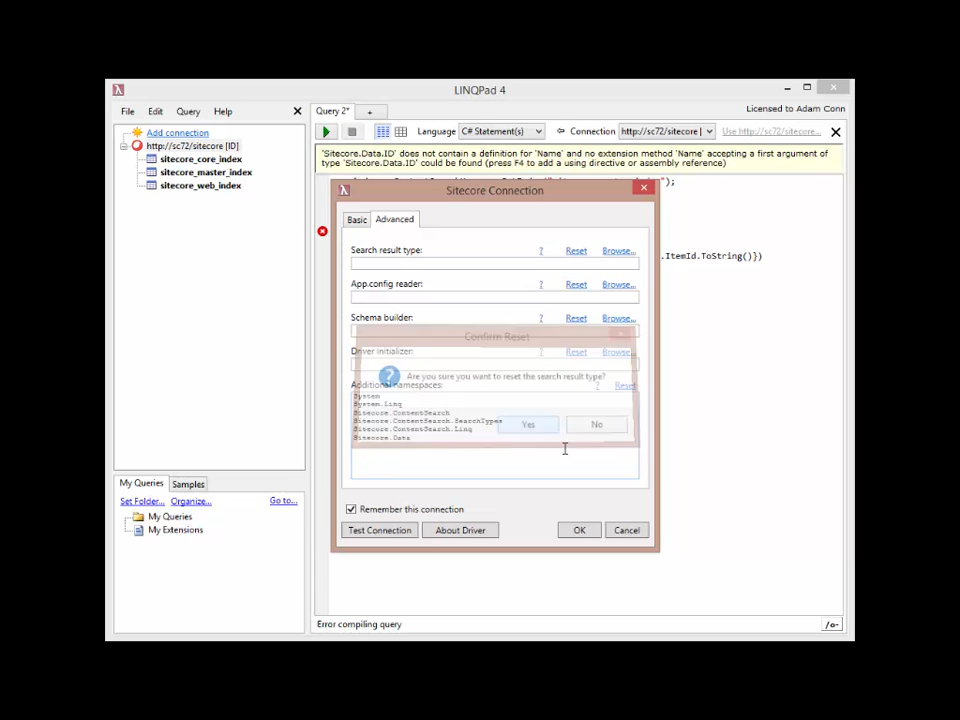 LINQPad 4
File Edit Query Help
Query 2* +
Licensed to Adam Conn
Language C# Statement(s) Connection http://sc72/sitecore [ Use http://sc72/sitecore...
Add connection
http://sc72/sitecore [ID]
sitecore_core_index
sitecore_master_index
sitecore_web_index
'Sitecore.Data.ID' does not contain a definition for 'Name' and no extension method 'Name' accepting a first argument of
type 'Sitecore.Data.ID' could be found (press F4 to add a using directive or assembly reference)
");
.ItemId.ToString()})
Sitecore Connection
Basic Advanced
Search result type: ? Reset Browse...
App.config reader: ? Reset Browse...
Schema builder: ? Reset Browse...
Confirm Reset
Driver initializer: ? Reset Browse...
Are you sure you want to reset the search result type?
Additional namespaces: ? Reset
System
System.Linq
Sitecore.ContentSearch
Sitecore.ContentSearch.SearchTypes
Sitecore.ContentSearch.Linq
Sitecore.Data
Yes No
Remember this connection
Test Connection About Driver OK Cancel
My Queries Samples
Set Folder... Organize... Go to...
My Queries
My Extensions
Error compiling query /o-